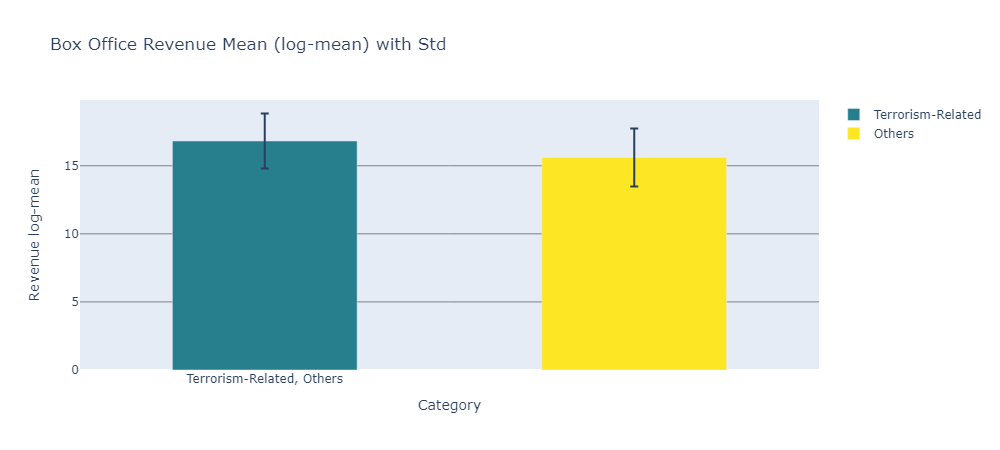 Box Office Revenue Mean (log-mean) with Std
Terrorism-Related
Others
Revenue log-mean
15
10
5
0
Terrorism-Related, Others
Category